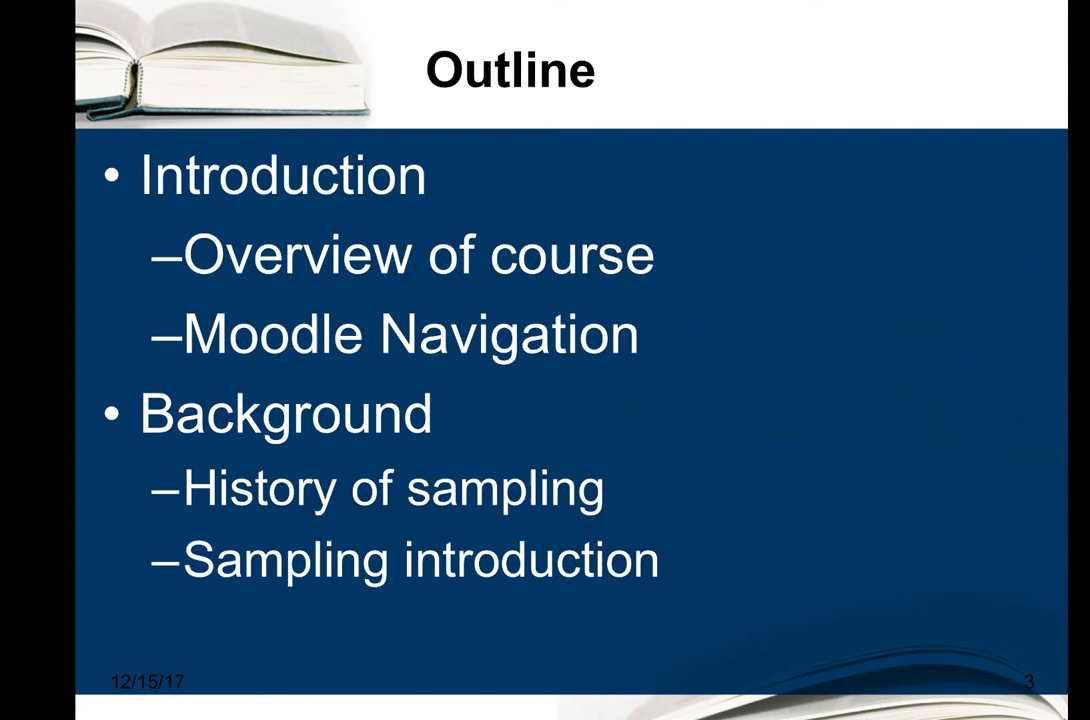 Outline
• Introduction
–Overview of course
–Moodle Navigation
• Background
–History of sampling
–Sampling introduction
12/15/17
3